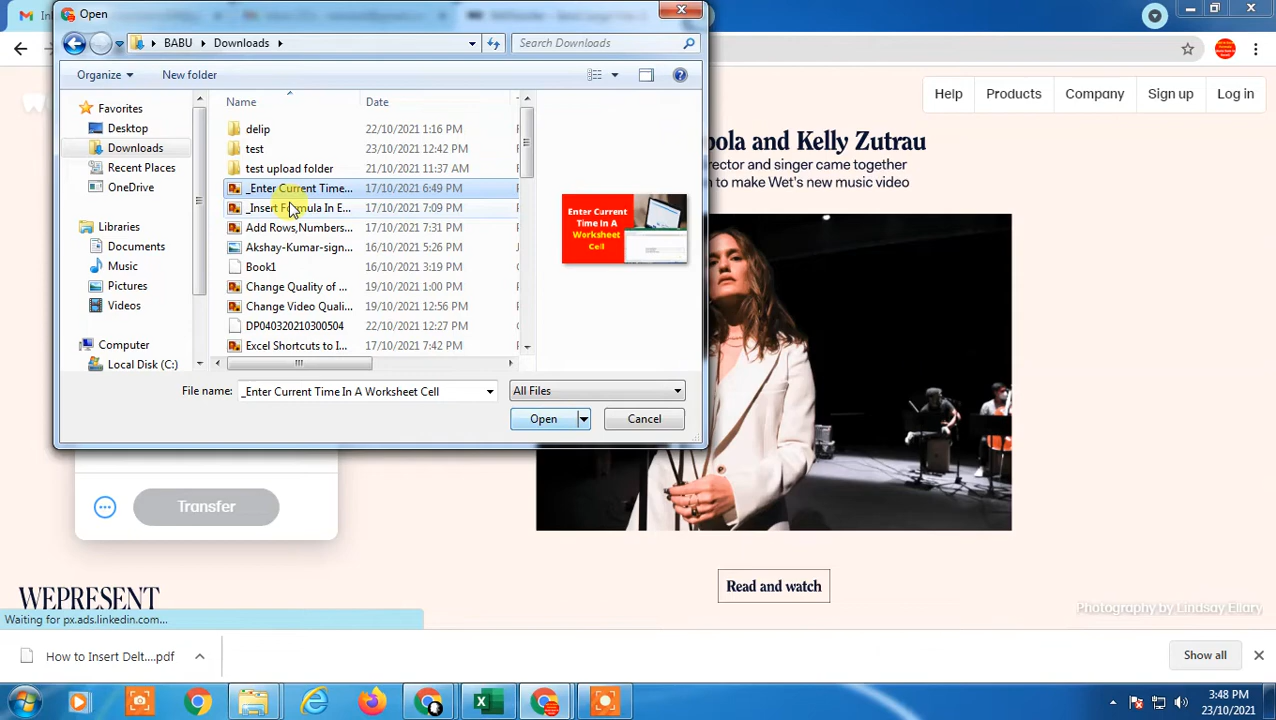 Open
BABU
Downloads
Search Downloads
Organize
New folder
Name
Date
Favorites
Desktop
Downloads
Recent Places
OneDrive
Libraries
Documents
Music
Pictures
Videos
Computer
Local Disk (C:)
delip 22/10/2021 1:16 PM
test 23/10/2021 12:42 PM
test upload folder 21/10/2021 11:37 AM
_Enter Current Time... 17/10/2021 6:49 PM
_Insert Formula In E... 17/10/2021 7:09 PM
Add Rows,Numbers... 17/10/2021 7:31 PM
Akshay-Kumar-sign... 16/10/2021 5:26 PM
Book1 16/10/2021 3:19 PM
Change Quality of ... 19/10/2021 1:00 PM
Change Video Quali... 19/10/2021 12:56 PM
DP040320210300504 22/10/2021 12:27 PM
Excel Shortcuts to I... 17/10/2021 7:42 PM
Enter Current
Time In A
Worksheet
Cell
File name: _Enter Current Time In A Worksheet Cell
All Files
Open
Cancel
Help
Products
Company
Sign up
Log in
pola and Kelly Zutrau
rector and singer came together
n to make Wet's new music video
Transfer
Read and watch
WEPRESENT
Photography by Lindsay Ellary
Waiting for px.ads.linkedin.com...
How to Insert Delt....pdf
Show all
3:48 PM
23/10/2021